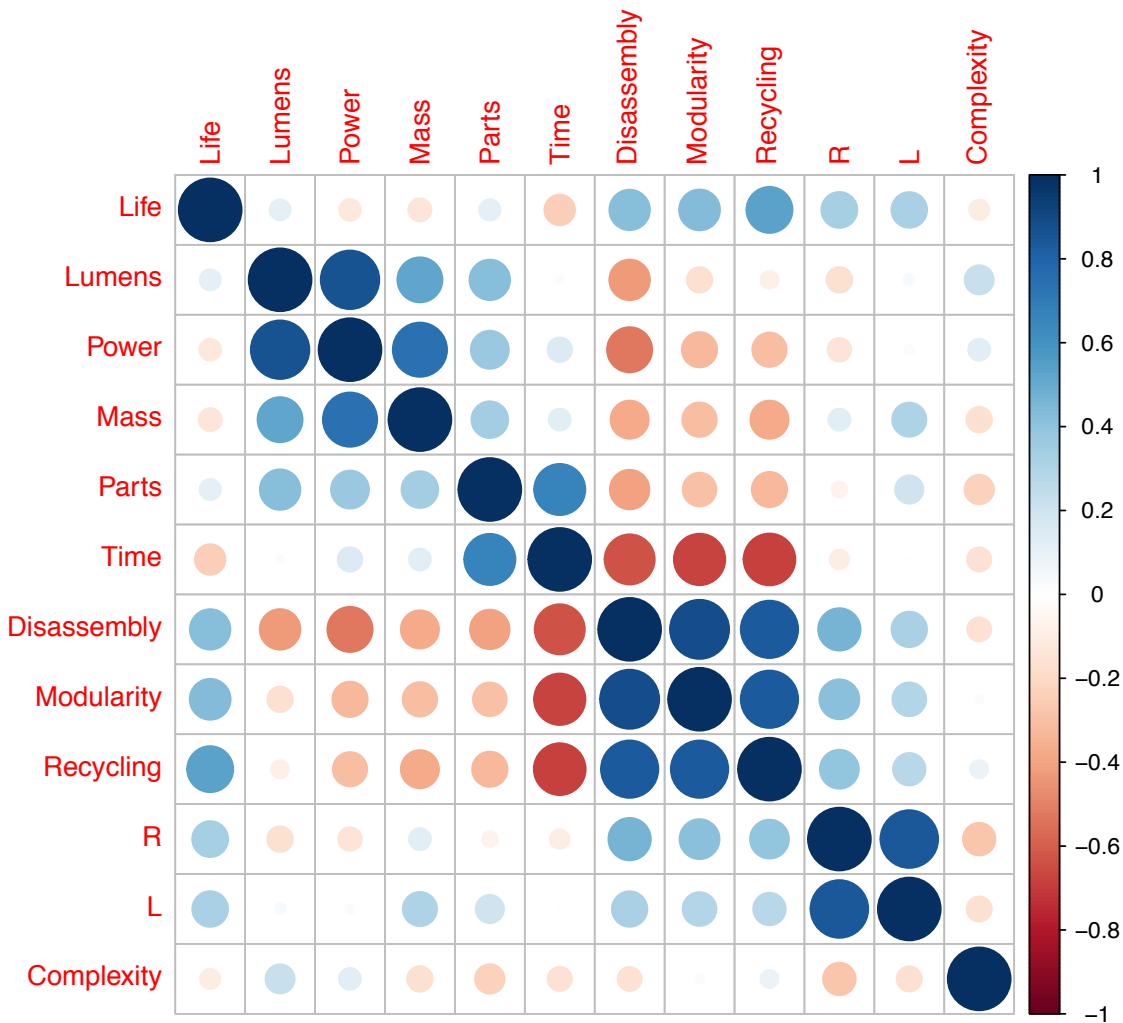 Life
Lumens
Power
Mass
Parts
Time
Disassembly
Modularity
Recycling
R
L
Complexity
Life
Lumens
Power
Mass
Parts
Time
Disassembly
Modularity
Recycling
R
L
Complexity
1
0.8
0.6
0.4
0.2
0
−0.2
−0.4
−0.6
−0.8
−1